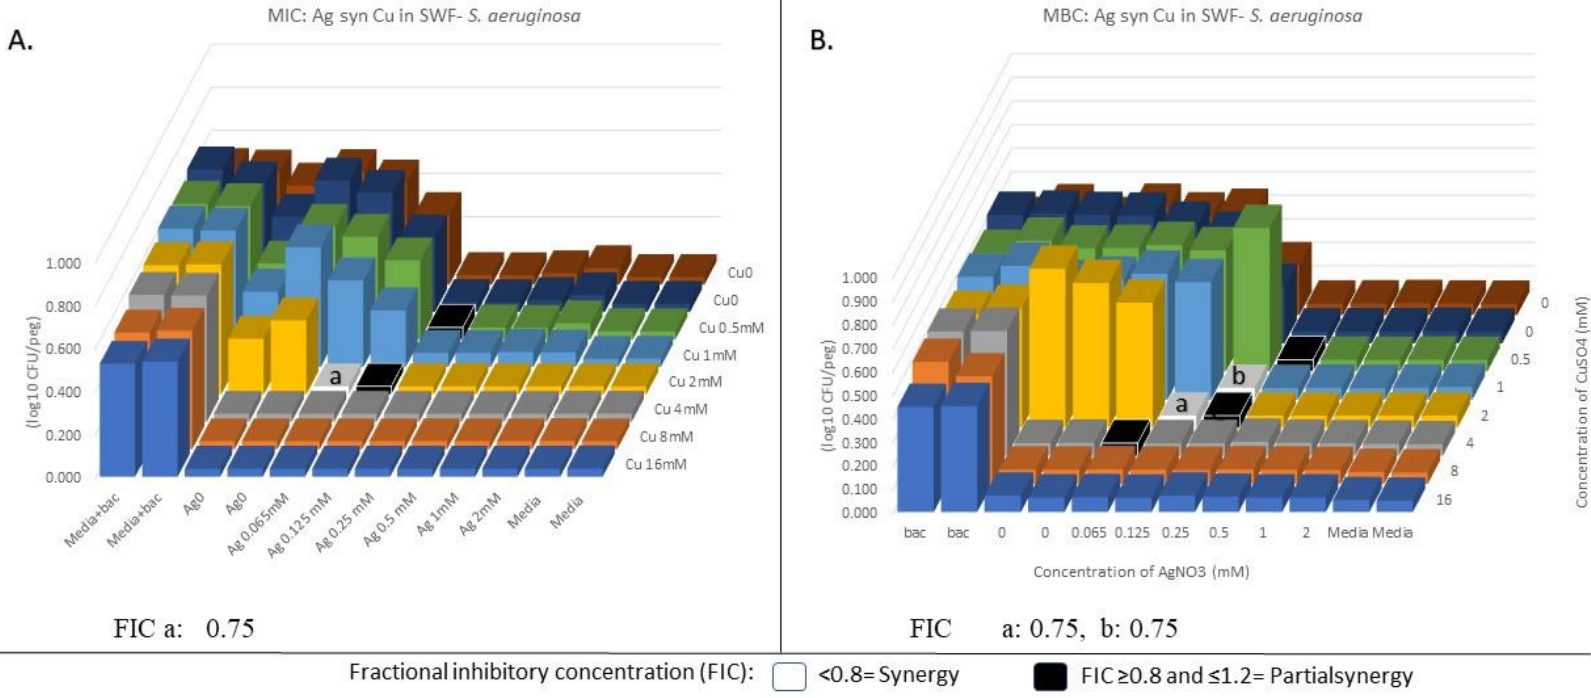 MIC: Ag syn Cu in SWF- S. aeruginosa
A.
1.000
0.800
0.600
0.400
0.200
0.000
(log10 CFU/peg)
a
Cu0
Cu0
Cu 0.5mM
Cu 1mM
Cu 2mM
Cu 4mM
Cu 8mM
Cu 16mM
Media+bac
Media+bac
Ag0
Ag0
Ag 0.065mM
Ag 0.125 mM
Ag 0.25 mM
Ag 0.5 mM
Ag 1mM
Ag 2mM
Media
Media
FIC a: 0.75
MBC: Ag syn Cu in SWF- S. aeruginosa
B.
1.000
0.900
0.800
0.700
0.600
0.500
0.400
0.300
0.200
0.100
0.000
(log10 CFU/peg)
b
a
0
0
0.5
1
2
4
8
16
Concentration of CuSO4 (mM)
bac bac 0 0 0.065 0.125 0.25 0.5 1 2 Media Media
Concentration of AgNO3 (mM)
FIC a: 0.75, b: 0.75
Fractional inhibitory concentration (FIC): <0.8= Synergy FIC ≥0.8 and ≤1.2= Partialsynergy